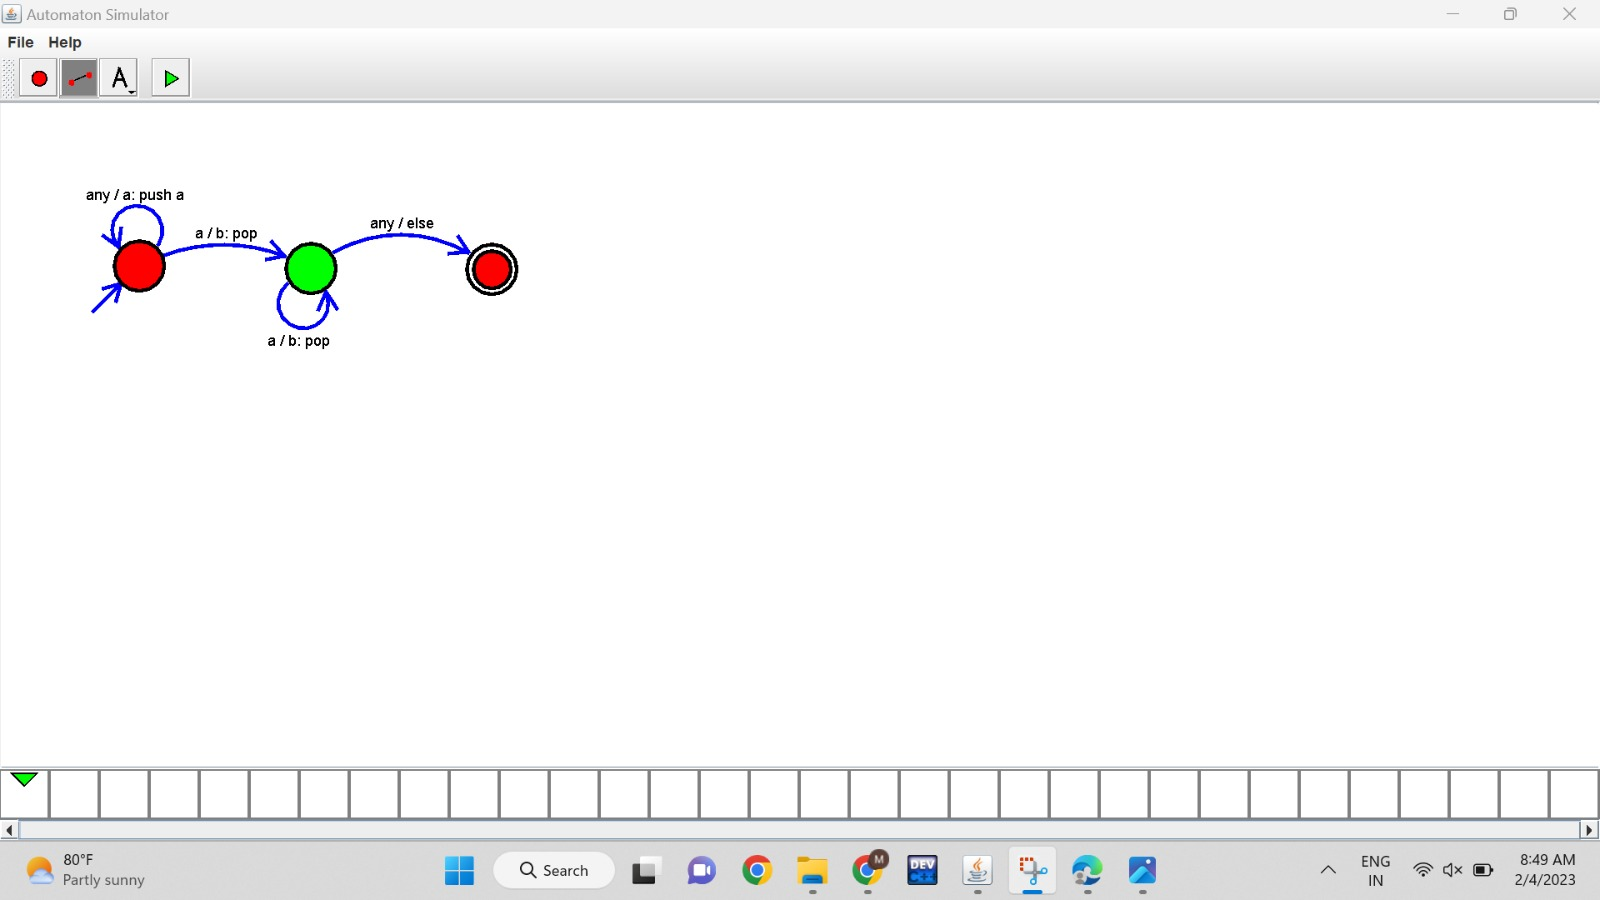 Automaton Simulator
File Help
A
any / a: push a
a / b: pop
any / else
a / b: pop
80°F
Partly sunny
Search
M
DEV
C++
ENG
IN
8:49 AM
2/4/2023